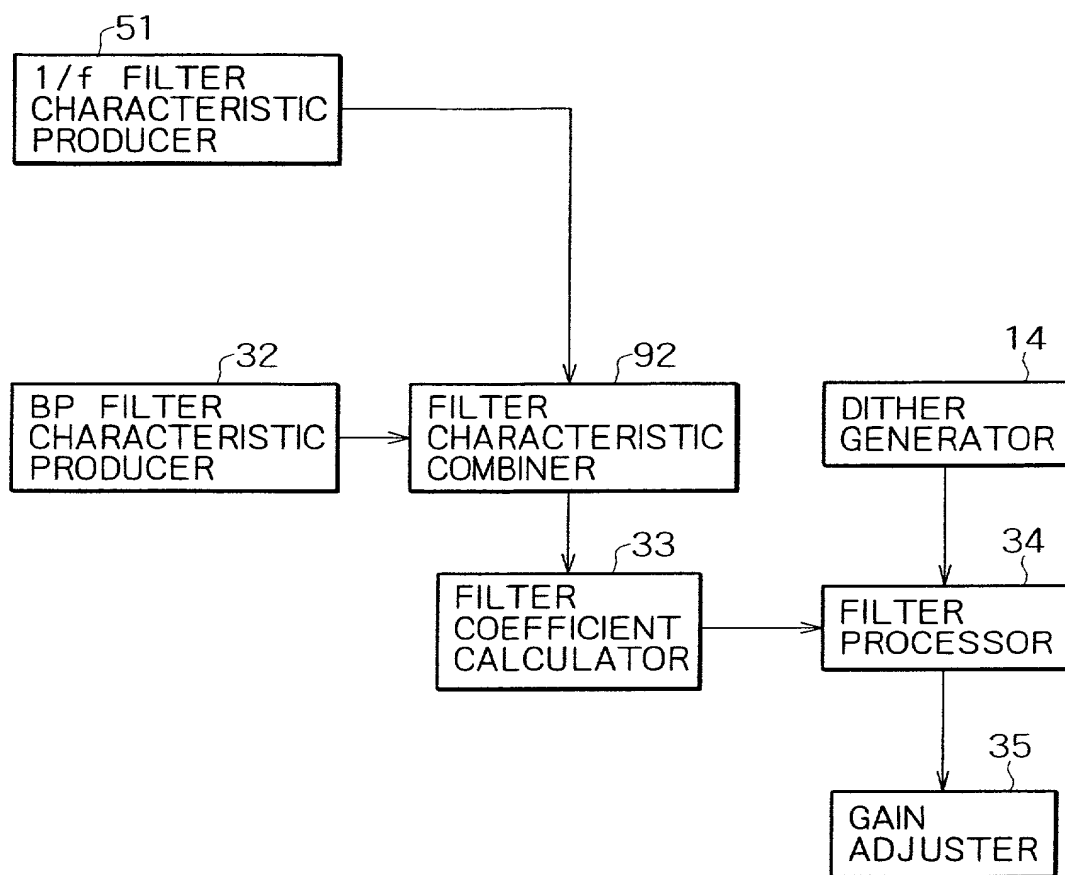 51
1/f FILTER
CHARACTERISTIC
PRODUCER
32
BP FILTER
CHARACTERISTIC
PRODUCER
92
FILTER
CHARACTERISTIC
COMBINER
14
DITHER
GENERATOR
33
FILTER
COEFFICIENT
CALCULATOR
34
FILTER
PROCESSOR
35
GAIN
ADJUSTER